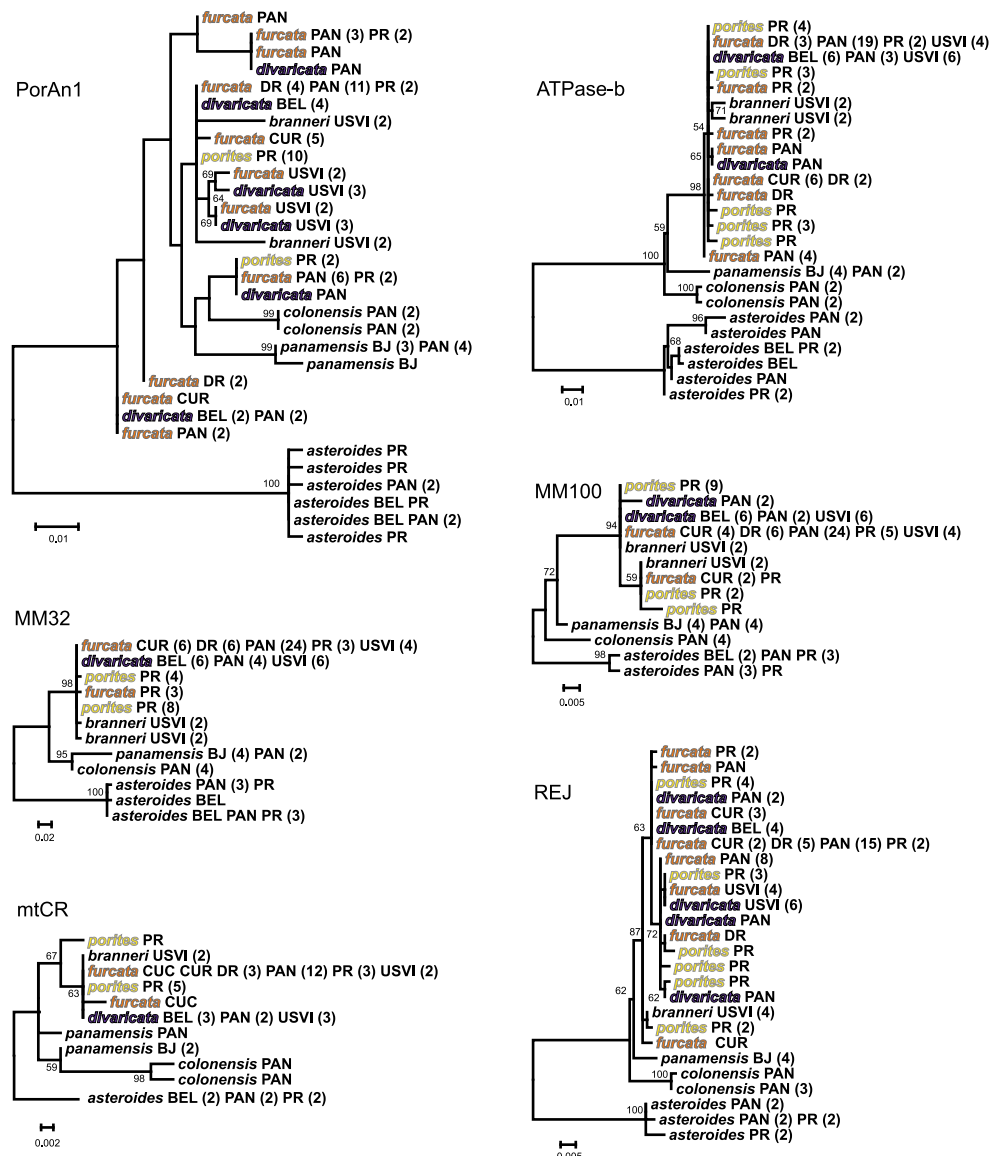 PorAn1
furcata PAN
furcata PAN (3) PR (2)
furcata PAN
divaricata PAN
furcata DR (4) PAN (11) PR (2)
divaricata BEL (4)
branneri USVI (2)
furcata CUR (5)
porites PR (10)
69
furcata USVI (2)
divaricata USVI (3)
64
furcata USVI (2)
69
divaricata USVI (3)
branneri USVI (2)
porites PR (2)
furcata PAN (6) PR (2)
divaricata PAN
99
colonensis PAN (2)
colonensis PAN (2)
99
panamensis BJ (3) PAN (4)
panamensis BJ
furcata DR (2)
furcata CUR
divaricata BEL (2) PAN (2)
furcata PAN (2)
asteroides PR
asteroides PR
100
asteroides PAN (2)
asteroides BEL PR
asteroides BEL PAN (2)
asteroides PR
0.01
MM32
furcata CUR (6) DR (6) PAN (24) PR (3) USVI (4)
divaricata BEL (6) PAN (4) USVI (6)
porites PR (4)
98
furcata PR (3)
porites PR (8)
branneri USVI (2)
branneri USVI (2)
95
panamensis BJ (4) PAN (2)
colonensis PAN (4)
asteroides PAN (3) PR
100
asteroides BEL
asteroides BEL PAN PR (3)
0.02
mtCR
porites PR
67
branneri USVI (2)
furcata CUC CUR DR (3) PAN (12) PR (3) USVI (2)
porites PR (5)
63
furcata CUC
divaricata BEL (3) PAN (2) USVI (3)
panamensis PAN
panamensis BJ (2)
59
colonensis PAN
98
colonensis PAN
asteroides BEL (2) PAN (2) PR (2)
0.002
ATPase-b
porites PR (4)
furcata DR (3) PAN (19) PR (2) USVI (4)
divaricata BEL (6) PAN (3) USVI (6)
porites PR (3)
furcata PR (2)
branneri USVI (2)
71
branneri USVI (2)
54
furcata PR (2)
furcata PAN
65
divaricata PAN
furcata CUR (6) DR (2)
98
furcata DR
porites PR
porites PR (3)
59
porites PR
100
furcata PAN (4)
panamensis BJ (4) PAN (2)
100
colonensis PAN (2)
colonensis PAN (2)
96
asteroides PAN (2)
asteroides PAN
68
asteroides BEL PR (2)
asteroides BEL
asteroides PAN
asteroides PR (2)
0.01
MM100
porites PR (9)
divaricata PAN (2)
divaricata BEL (6) PAN (2) USVI (6)
94
furcata CUR (4) DR (6) PAN (24) PR (5) USVI (4)
branneri USVI (2)
branneri USVI (2)
72
59
furcata CUR (2) PR
porites PR (2)
porites PR
panamensis BJ (4) PAN (4)
colonensis PAN (4)
98
asteroides BEL (2) PAN PR (3)
asteroides PAN (3) PR
0.005
REJ
furcata PR (2)
furcata PAN
porites PR (4)
divaricata PAN (2)
furcata CUR (3)
63
divaricata BEL (4)
furcata CUR (2) DR (5) PAN (15) PR (2)
furcata PAN (8)
porites PR (3)
furcata USVI (4)
divaricata USVI (6)
divaricata PAN
87
72
furcata DR
porites PR
porites PR
62
porites PR
62
divaricata PAN
branneri USVI (4)
porites PR (2)
furcata CUR
panamensis BJ (4)
100
colonensis PAN
colonensis PAN (3)
asteroides PAN (2)
100
asteroides PAN (2) PR (2)
asteroides PR (2)
0.005